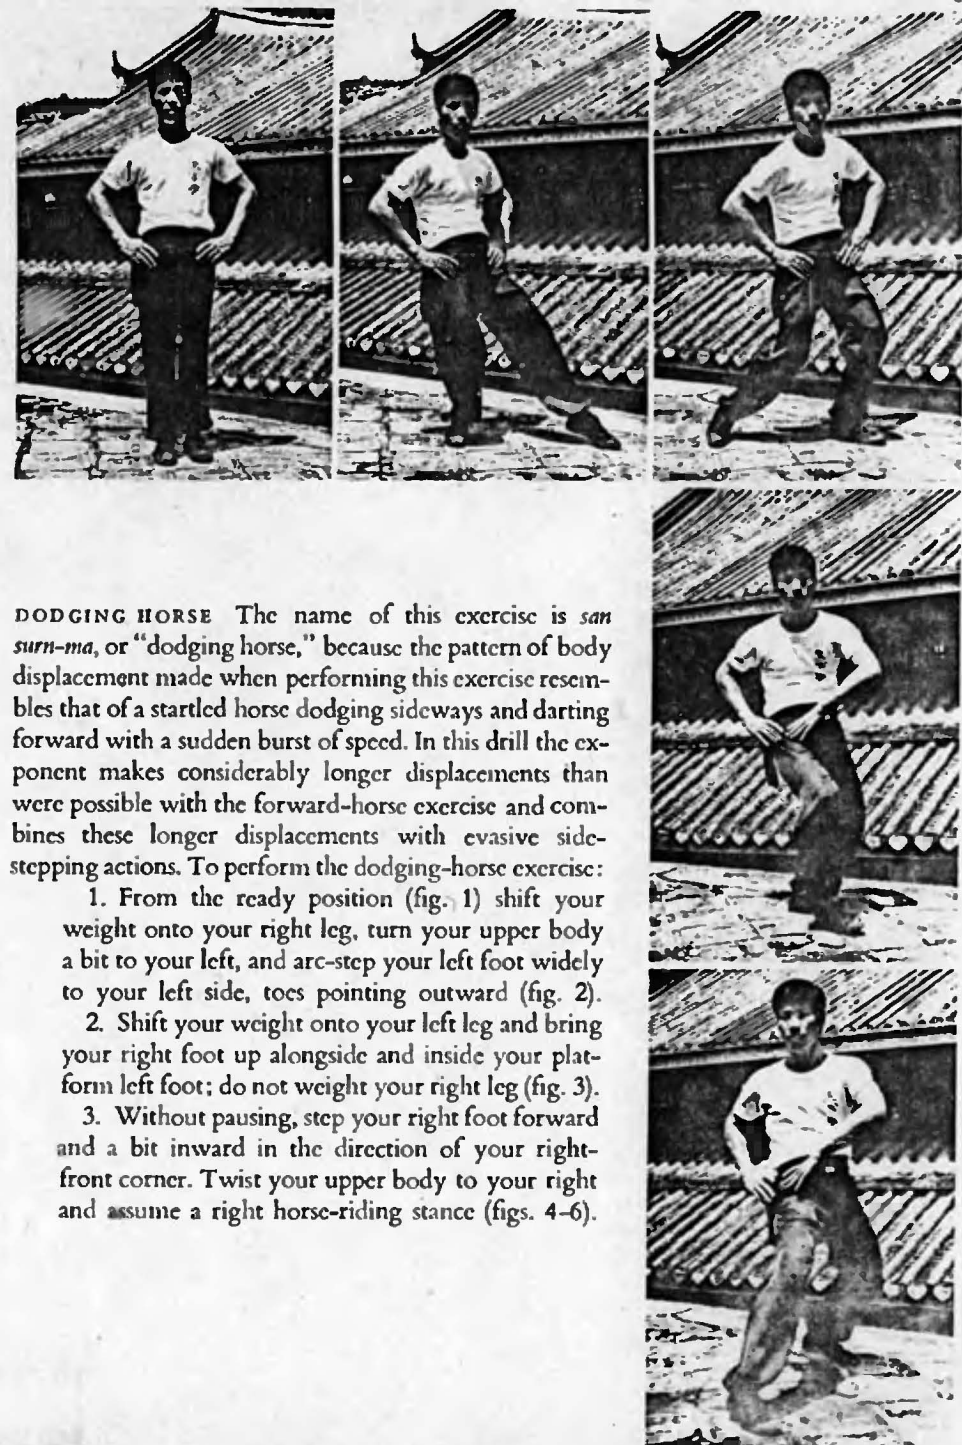 DODGING HORSE The name of this exercise is san
surn-ma, or "dodging horse," because the pattern of body
displacement made when performing this exercise resem-
bles that of a startled horse dodging sideways and darting
forward with a sudden burst of speed. In this drill the ex-
ponent makes considerably longer displacements than
were possible with the forward-horse exercise and com-
bines these longer displacements with evasive side-
stepping actions. To perform the dodging-horse exercise:
1. From the ready position (fig. 1) shift your
weight onto your right leg, turn your upper body
a bit to your left, and arc-step your left foot widely
to your left side, toes pointing outward (fig. 2).
2. Shift your weight onto your left leg and bring
your right foot up alongside and inside your plat-
form left foot; do not weight your right leg (fig. 3).
3. Without pausing, step your right foot forward
and a bit inward in the direction of your right-
front corner. Twist your upper body to your right
and assume a right horse-riding stance (figs. 4–6).